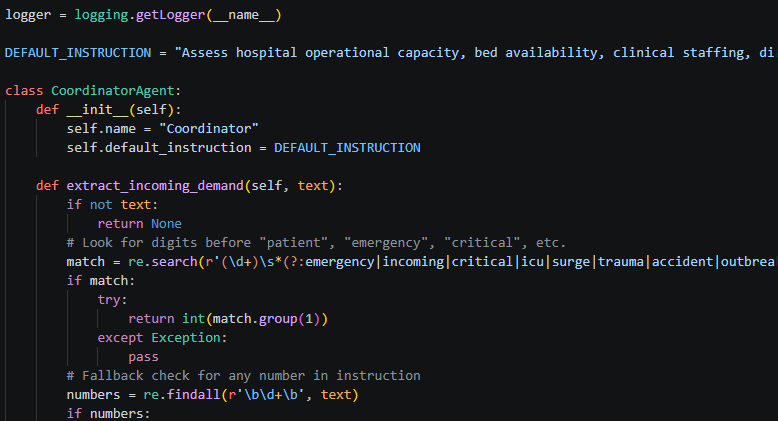 logger = logging.getLogger(__name__)
DEFAULT_INSTRUCTION = "Assess hospital operational capacity, bed availability, clinical staffing, di
class CoordinatorAgent:
    def __init__(self):
        self.name = "Coordinator"
        self.default_instruction = DEFAULT_INSTRUCTION
    def extract_incoming_demand(self, text):
        if not text:
            return None
        # Look for digits before "patient", "emergency", "critical", etc.
        match = re.search(r'(\d+)\s*(?:emergency|incoming|critical|icu|surge|trauma|accident|outbrea
        if match:
            try:
                return int(match.group(1))
            except Exception:
                pass
        # Fallback check for any number in instruction
        numbers = re.findall(r'\b\d+\b', text)
        if numbers: